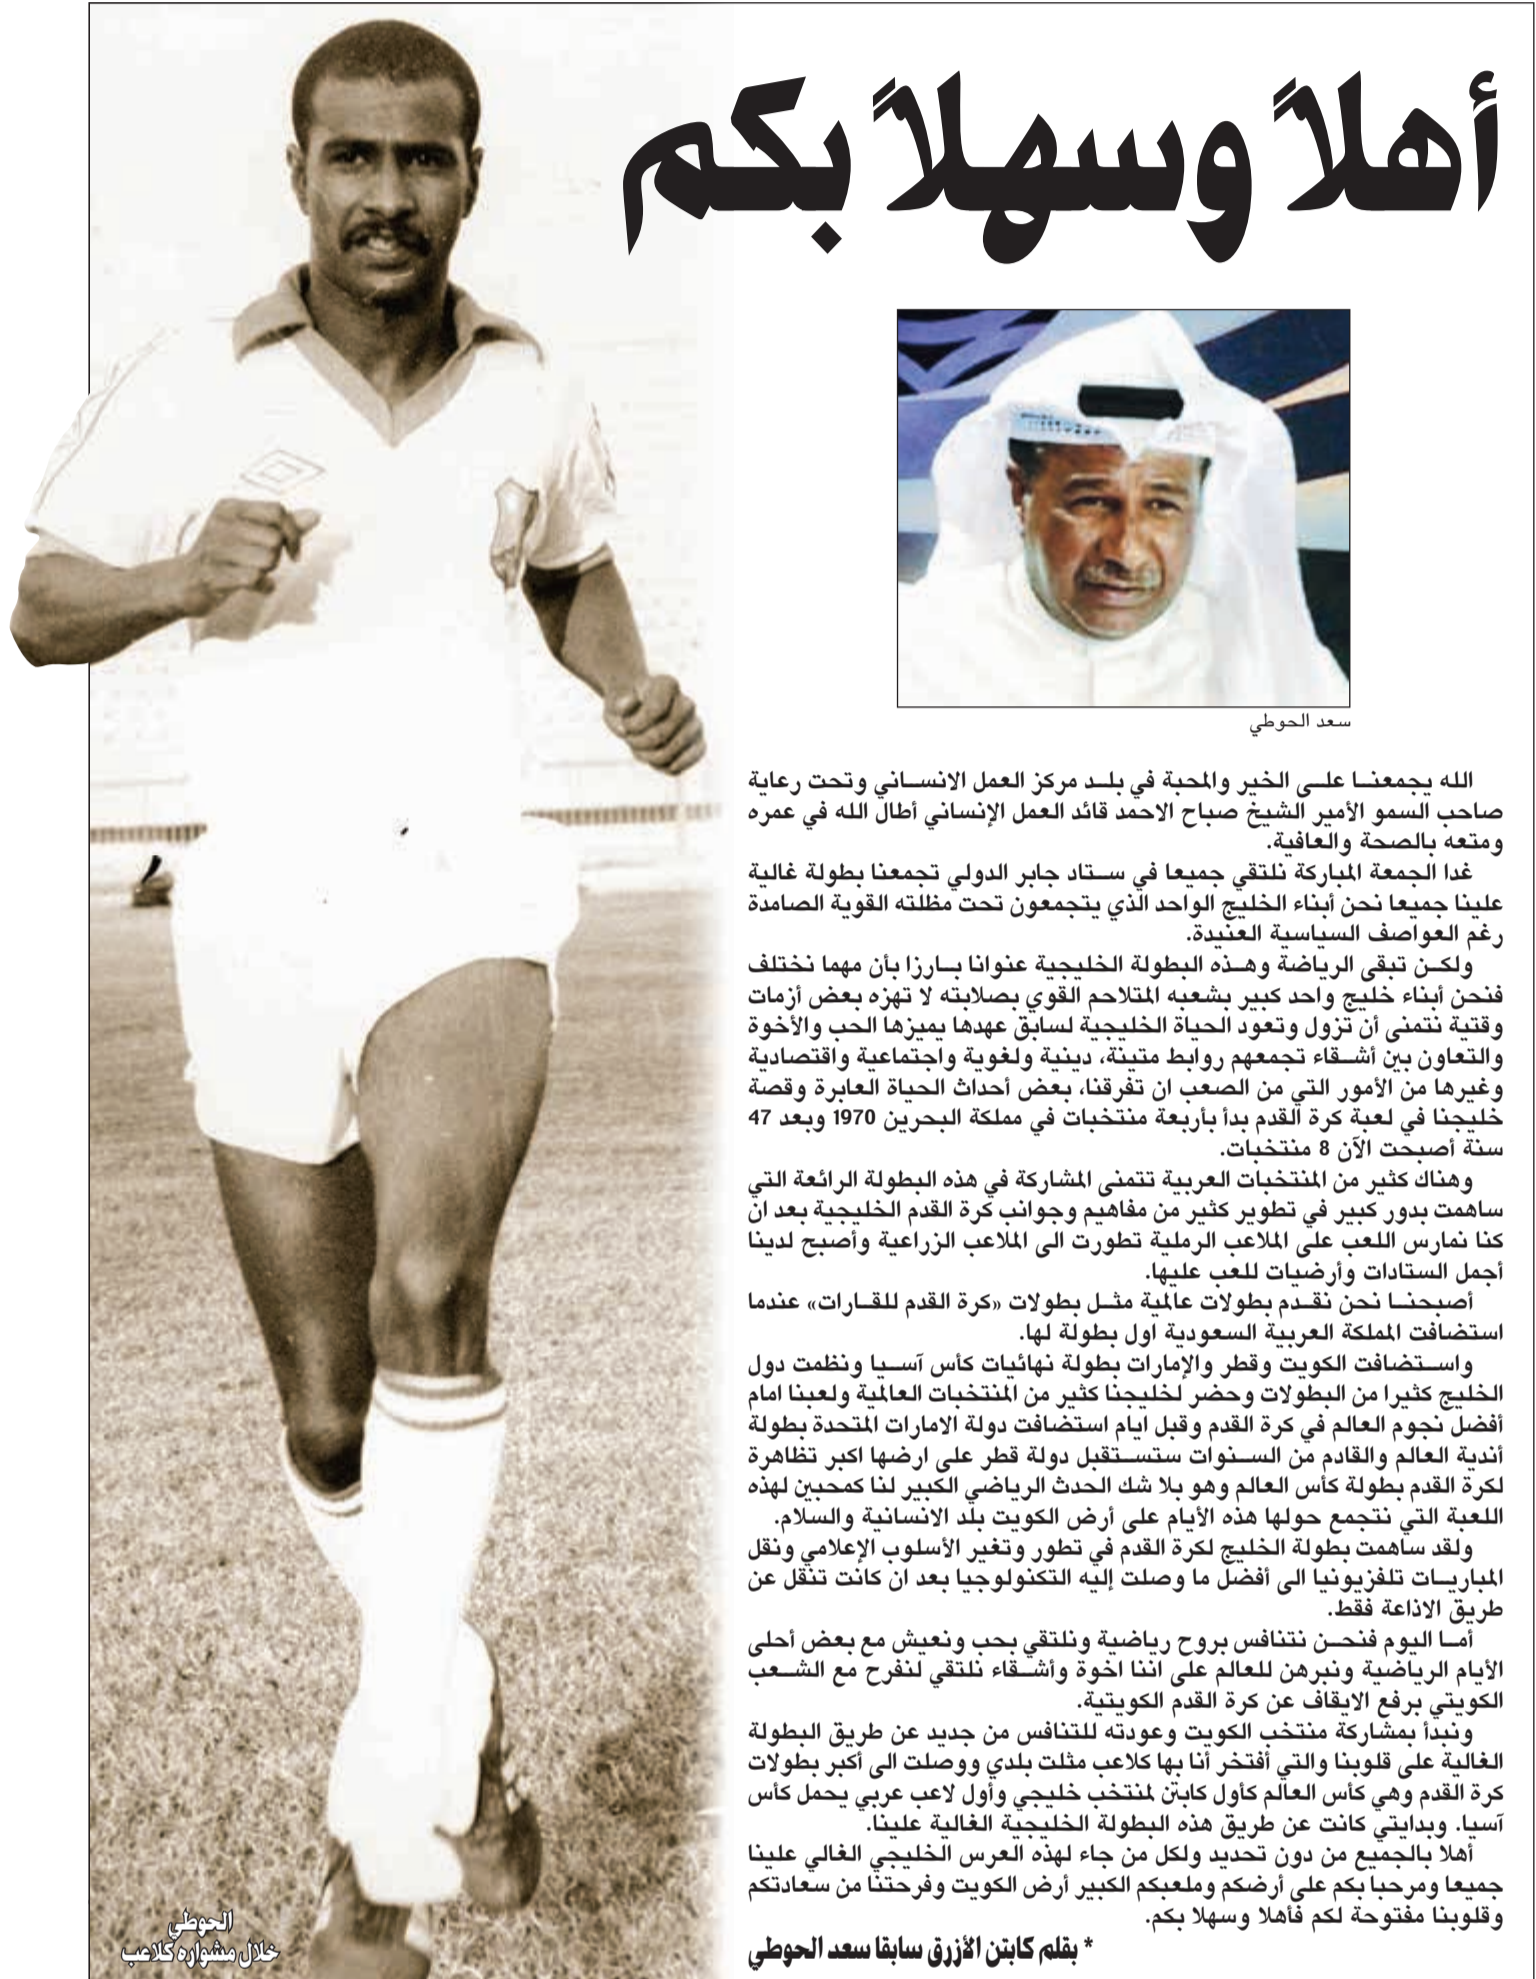 أهلاً وسهلاً بكم
سعد الحوطي
الله يجمعنا على الخير والمحبة في بلد مركز العمل الانساني وتحت رعاية
صاحب السمو الأمير الشيخ صباح الاحمد قائد العمل الإنساني أطال الله في عمره
ومتعه بالصحة والعافية.
غدا الجمعة المباركة نلتقي جميعا في ستاد جابر الدولي تجمعنا بطولة غالية
علينا جميعا نحن أبناء الخليج الواحد الذي يتجمعون تحت مظلته القوية الصامدة
رغم العواصف السياسية العنيدة.
ولكن تبقى الرياضة وهذه البطولة الخليجية عنوانا بارزا بأن مهما نختلف
فنحن أبناء خليج واحد كبير بشعبه المتلاحم القوي بصلابته لا تهزه بعض أزمات
وقتية نتمنى أن تزول وتعود الحياة الخليجية لسابق عهدها يميزها الحب والأخوة
والتعاون بين أشقاء تجمعهم روابط متينة، دينية ولغوية واجتماعية واقتصادية
وغيرها من الأمور التي من الصعب ان تفرقنا، بعض أحداث الحياة العابرة وقصة
خليجنا في لعبة كرة القدم بدأ بأربعة منتخبات في مملكة البحرين 1970 وبعد 47
سنة أصبحت الآن 8 منتخبات.
وهناك كثير من المنتخبات العربية تتمنى المشاركة في هذه البطولة الرائعة التي
ساهمت بدور كبير في تطوير كثير من مفاهيم وجوانب كرة القدم الخليجية بعد ان
كنا نمارس اللعب على الملاعب الرملية تطورت الى الملاعب الزراعية وأصبح لدينا
أجمل الستادات وأرضيات للعب عليها.
أصبحنا نحن نقدم بطولات عالمية مثل بطولات «كرة القدم للقارات» عندما
استضافت المملكة العربية السعودية اول بطولة لها.
واستضافت الكويت وقطر والإمارات بطولة نهائيات كأس آسيا ونظمت دول
الخليج كثيرا من البطولات وحضر لخليجنا كثير من المنتخبات العالمية ولعبنا امام
أفضل نجوم العالم في كرة القدم وقبل ايام استضافت دولة الامارات المتحدة بطولة
أندية العالم والقادم من السنوات ستستقبل دولة قطر على ارضها اكبر تظاهرة
لكرة القدم بطولة كأس العالم وهو بلا شك الحدث الرياضي الكبير لنا كمحبين لهذه
اللعبة التي نتجمع حولها هذه الأيام على أرض الكويت بلد الانسانية والسلام.
ولقد ساهمت بطولة الخليج لكرة القدم في تطور وتغير الأسلوب الإعلامي ونقل
المباريات تلفزيونيا الى أفضل ما وصلت إليه التكنولوجيا بعد ان كانت تنقل عن
طريق الاذاعة فقط.
أما اليوم فنحن نتنافس بروح رياضية ونلتقي بحب ونعيش مع بعض أحلى
الأيام الرياضية ونبرهن للعالم على اننا اخوة وأشقاء نلتقي لنفرح مع الشعب
الكويتي برفع الايقاف عن كرة القدم الكويتية.
ونبدأ بمشاركة منتخب الكويت وعودته للتنافس من جديد عن طريق البطولة
الغالية على قلوبنا والتي أفتخر أنا بها كلاعب مثلت بلدي ووصلت الى أكبر بطولات
كرة القدم وهي كأس العالم كأول كابتن لمنتخب خليجي وأول لاعب عربي يحمل كأس
آسيا. وبدايتي كانت عن طريق هذه البطولة الخليجية الغالية علينا.
أهلا بالجميع من دون تحديد ولكل من جاء لهذه العرس الخليجي الغالي علينا
جميعا ومرحبا بكم على أرضكم وملعبكم الكبير أرض الكويت وفرحتنا من سعادتكم
وقلوبنا مفتوحة لكم فأهلا وسهلا بكم.
* بقلم كابتن الأزرق سابقا سعد الحوطي
الحوطي
خلال مشواره كلاعب